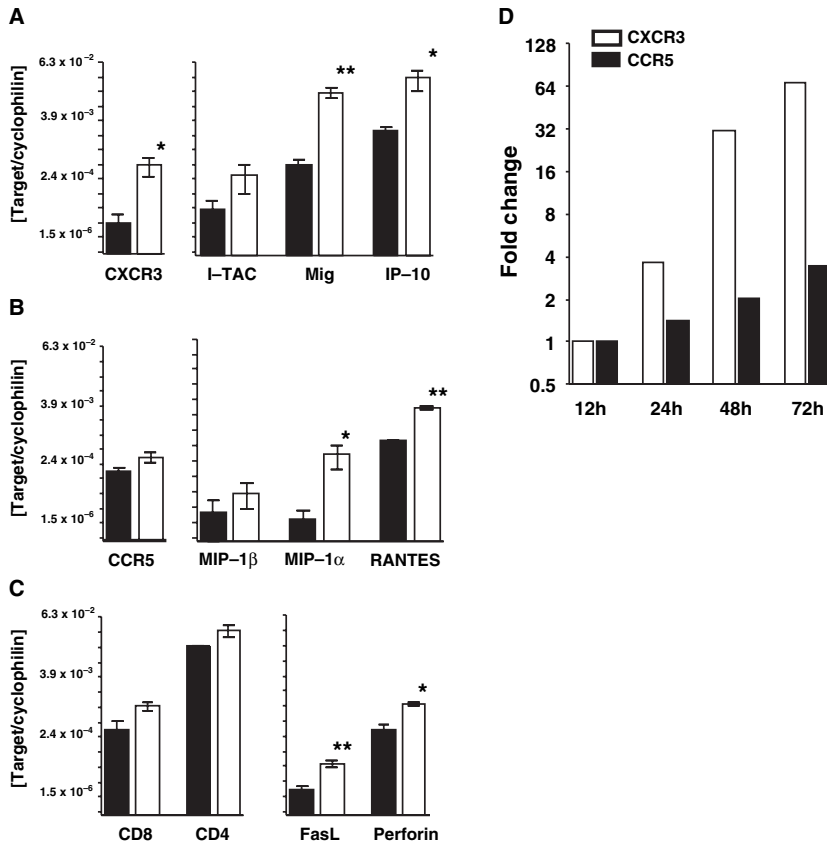 A
[Target/cyclophilin]
6.3 x 10⁻²
3.9 x 10⁻³
2.4 x 10⁻⁴
1.5 x 10⁻⁶
*
**
*
CXCR3
I–TAC
Mig
IP–10
B
[Target/cyclophilin]
6.3 x 10⁻²
3.9 x 10⁻³
2.4 x 10⁻⁴
1.5 x 10⁻⁶
*
**
CCR5
MIP–1β
MIP–1α
RANTES
C
[Target/cyclophilin]
6.3 x 10⁻²
3.9 x 10⁻³
2.4 x 10⁻⁴
1.5 x 10⁻⁶
**
*
CD8
CD4
FasL
Perforin
D
CXCR3
CCR5
Fold change
128
64
32
16
8
4
2
1
0.5
12h
24h
48h
72h